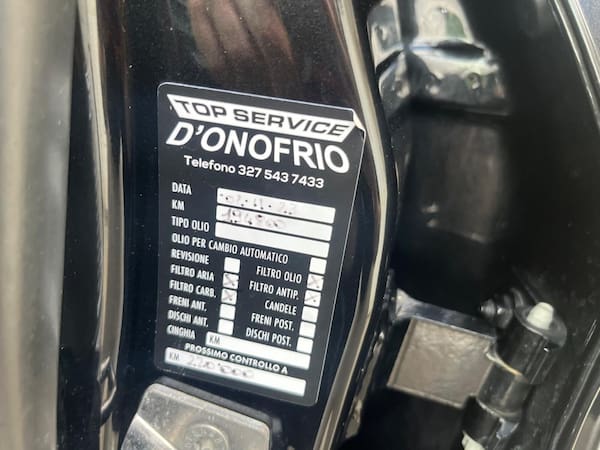 TOP SERVICE
D'ONOFRIO
Telefono 327 543 7433
DATA
KM
TIPO OLIO
OLIO PER CAMBIO AUTOMATICO
REVISIONE FILTRO OLIO
FILTRO ARIA FILTRO ANTIP.
FILTRO CARB. CANDELE
FRENI ANT. FRENI POST.
DISCHI ANT. DISCHI POST.
CINGHIA KM
PROSSIMO CONTROLLO A
KM